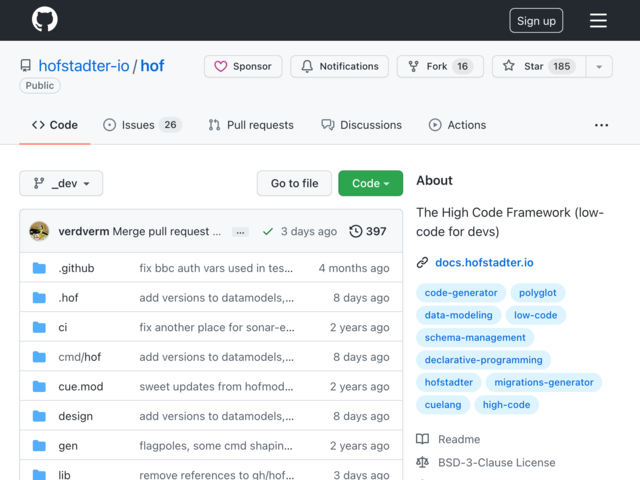 Sign up
hofstadter-io / hof
Public
Sponsor
Notifications
Fork 16
Star 185
Code
Issues 26
Pull requests
Discussions
Actions
_dev
Go to file
Code
verdverm Merge pull request ... 3 days ago 397
.github fix bbc auth vars used in tes... 4 months ago
.hof add versions to datamodels,... 8 days ago
ci fix another place for sonar-e... 2 years ago
cmd/hof add versions to datamodels,... 8 days ago
cue.mod sweet updates from hofmod... 2 years ago
design add versions to datamodels,... 8 days ago
gen flagpoles, some cmd shapin... 2 years ago
lib remove references to gh/hof... 3 days ago
About
The High Code Framework (low-
code for devs)
docs.hofstadter.io
code-generator polyglot
data-modeling low-code
schema-management
declarative-programming
hofstadter migrations-generator
cuelang high-code
Readme
BSD-3-Clause License